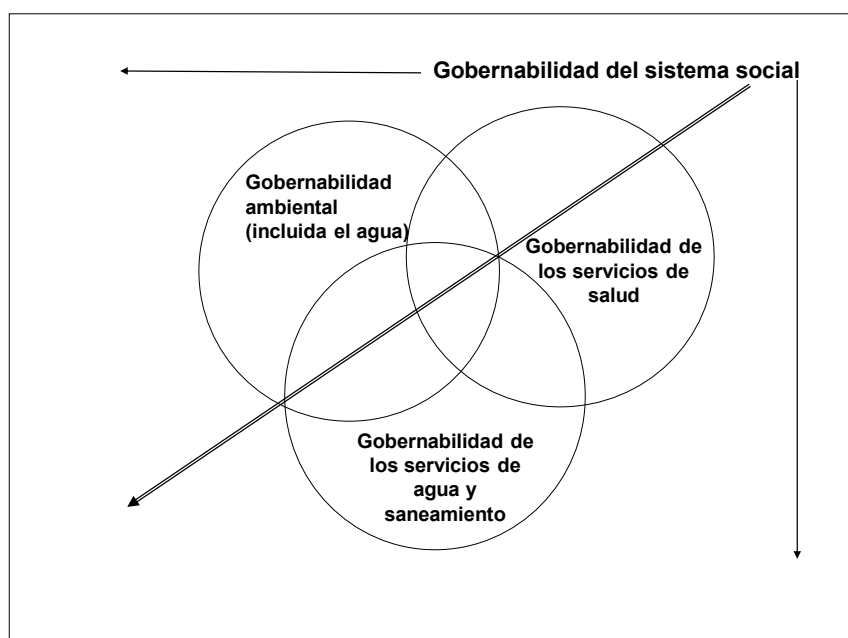 Gobernabilidad del sistema social
Gobernabilidad
ambiental
(incluida el agua)
Gobernabilidad de
los servicios de
salud
Gobernabilidad de
los servicios de
agua y
saneamiento